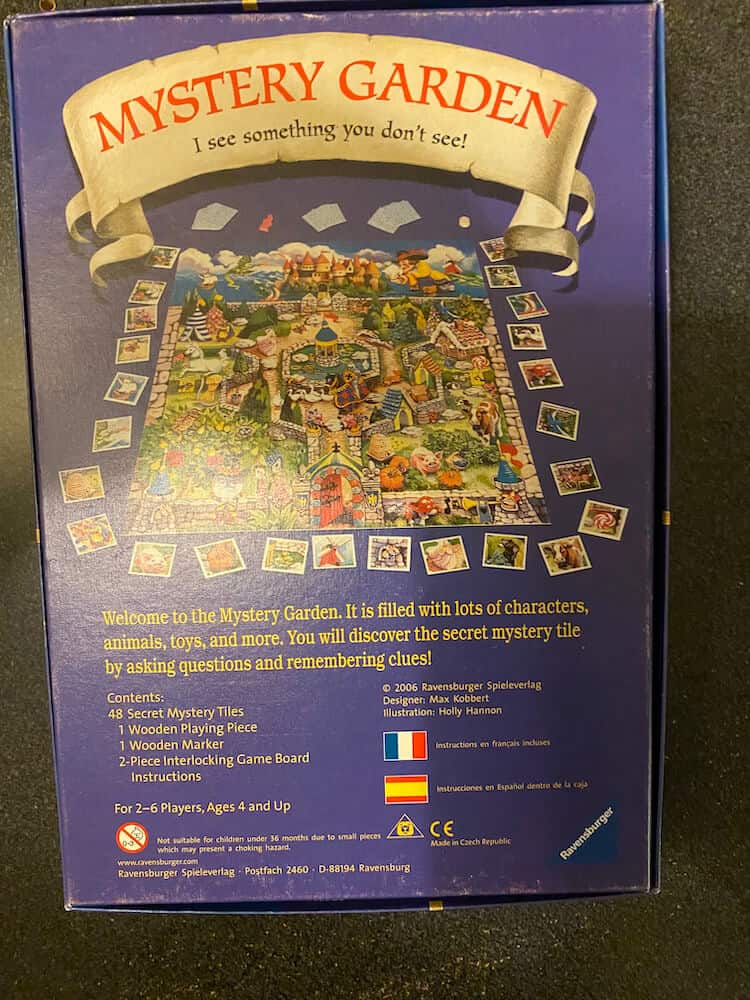 MYSTERY GARDEN
I see something you don't see!
Welcome to the Mystery Garden. It is filled with lots of characters,
animals, toys, and more. You will discover the secret mystery tile
by asking questions and remembering clues!
Contents:
48 Secret Mystery Tiles
1 Wooden Playing Piece
1 Wooden Marker
2-Piece Interlocking Game Board
Instructions
For 2–6 Players, Ages 4 and Up
© 2006 Ravensburger Spieleverlag
Designer: Max Kobbert
Illustration: Holly Hannon
Instructions en français incluses
Instrucciones en Español dentro de la caja
0-3
Not suitable for children under 36 months due to small pieces
which may present a choking hazard.
www.ravensburger.com
Ravensburger Spieleverlag · Postfach 2460 · D-88194 Ravensburg
CE
Made in Czech Republic
Ravensburger